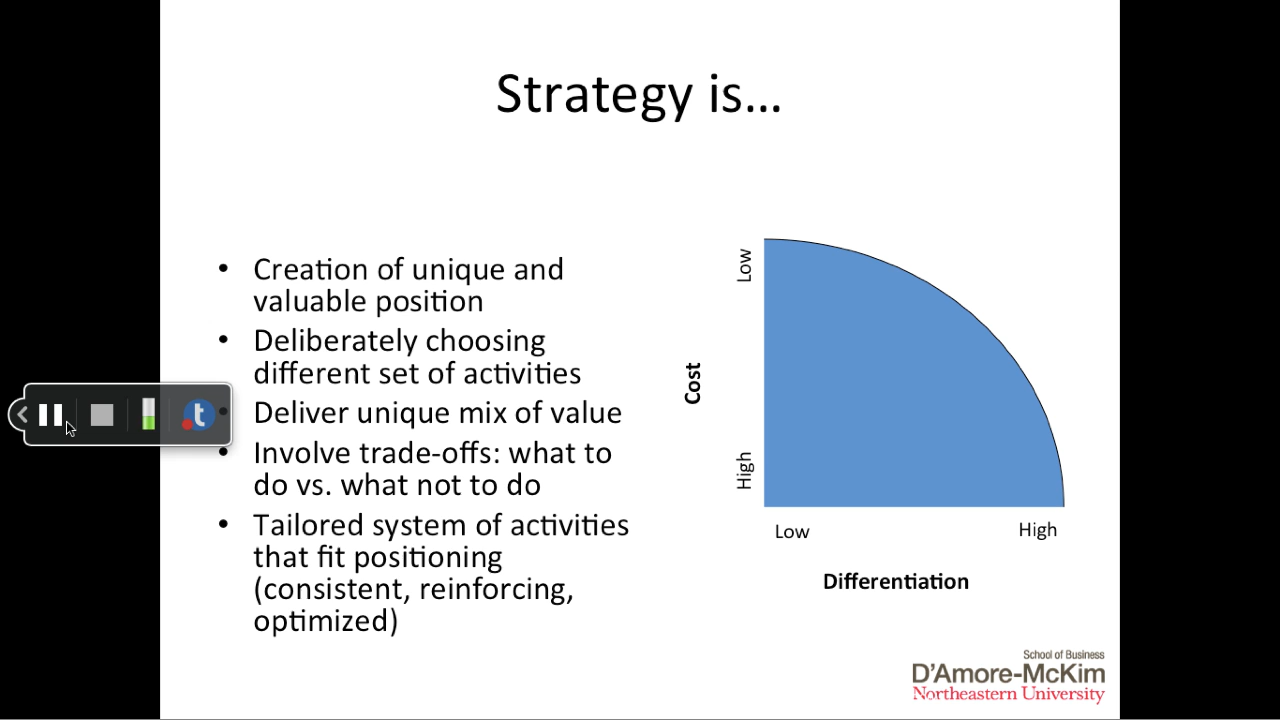 Strategy is...
• Creation of unique and
valuable position
• Deliberately choosing
different set of activities
• Deliver unique mix of value
• Involve trade-offs: what to
do vs. what not to do
• Tailored system of activities
that fit positioning
(consistent, reinforcing,
optimized)
Low
Cost
High
Low
High
Differentiation
t
School of Business
D'Amore-McKim
Northeastern University